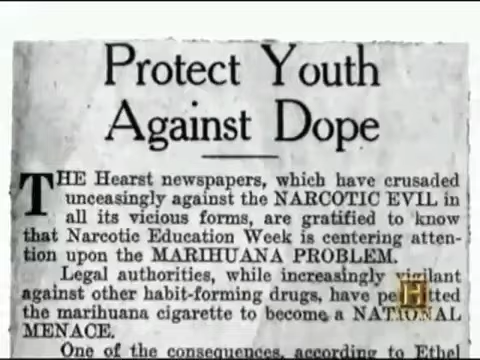 Protect Youth
Against Dope
THE Hearst newspapers, which have crusaded
unceasingly against the NARCOTIC EVIL in
all its vicious forms, are gratified to know
that Narcotic Education Week is centering atten-
tion upon the MARIHUANA PROBLEM.
Legal authorities, while increasingly vigilant
against other habit-forming drugs, have permitted
the marihuana cigarette to become a NATIONAL
MENACE.
One of the consequences, according to Ethel
H